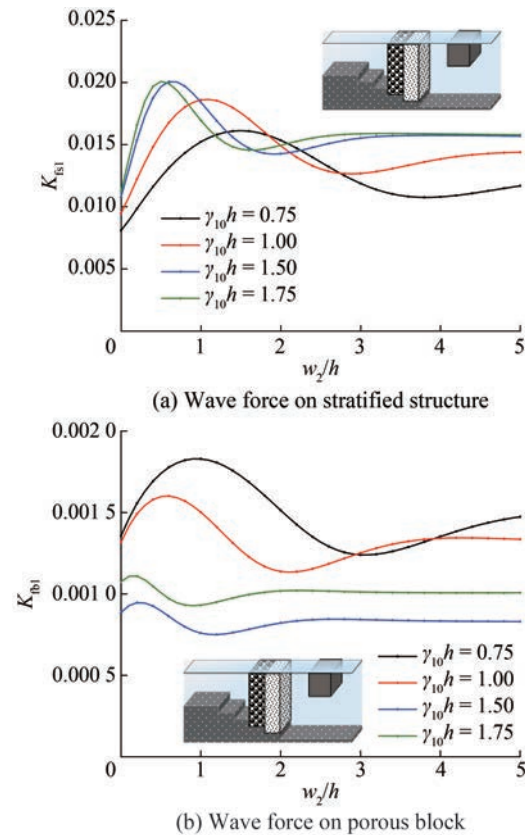 (a)
0.025
0.020
0.015
0.010
0.005
K_fs1
γ₁₀h = 0.75
γ₁₀h = 1.00
γ₁₀h = 1.50
γ₁₀h = 1.75
0 1 2 3 4 5
w₂/h
(a) Wave force on stratified structure
(b)
0.002 0
0.001 5
0.001 0
0.000 5
K_fb1
γ₁₀h = 0.75
γ₁₀h = 1.00
γ₁₀h = 1.50
γ₁₀h = 1.75
0 1 2 3 4 5
w₂/h
(b) Wave force on porous block